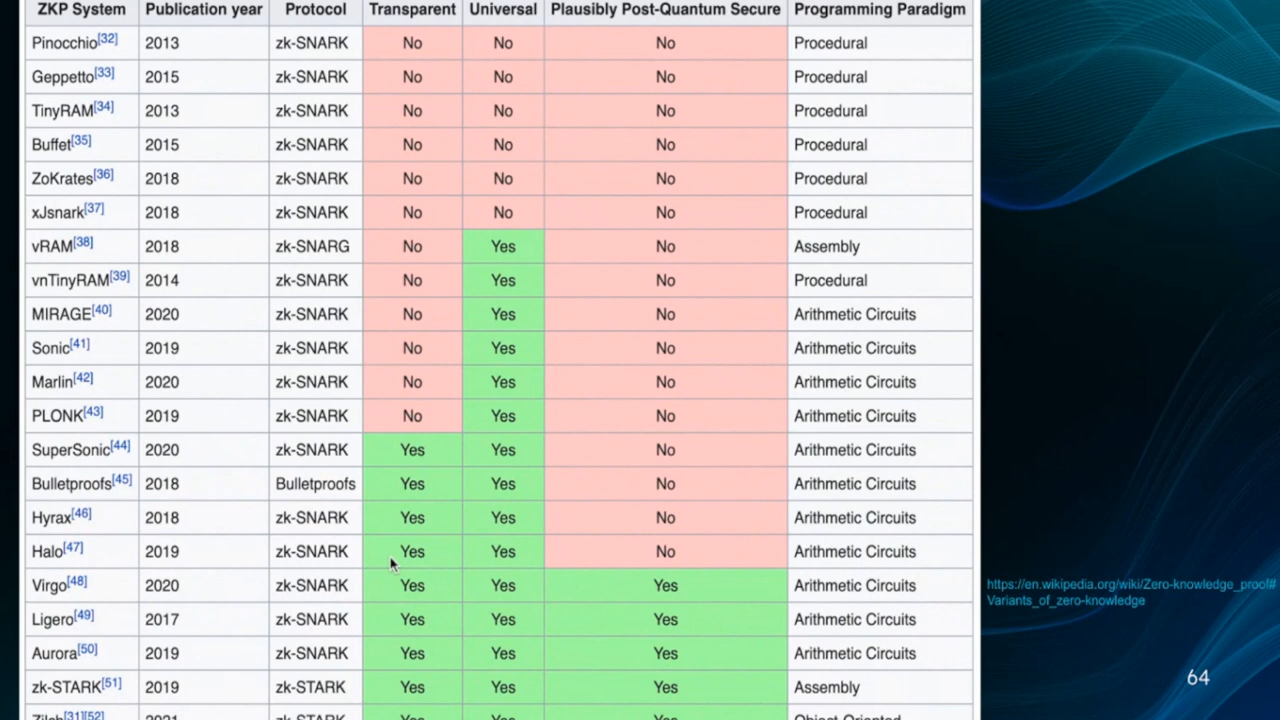 ZKP System Publication year Protocol Transparent Universal Plausibly Post-Quantum Secure Programming Paradigm
Pinocchio[32] 2013 zk-SNARK No No No Procedural
Geppetto[33] 2015 zk-SNARK No No No Procedural
TinyRAM[34] 2013 zk-SNARK No No No Procedural
Buffet[35] 2015 zk-SNARK No No No Procedural
ZoKrates[36] 2018 zk-SNARK No No No Procedural
xJsnark[37] 2018 zk-SNARK No No No Procedural
vRAM[38] 2018 zk-SNARG No Yes No Assembly
vnTinyRAM[39] 2014 zk-SNARK No Yes No Procedural
MIRAGE[40] 2020 zk-SNARK No Yes No Arithmetic Circuits
Sonic[41] 2019 zk-SNARK No Yes No Arithmetic Circuits
Marlin[42] 2020 zk-SNARK No Yes No Arithmetic Circuits
PLONK[43] 2019 zk-SNARK No Yes No Arithmetic Circuits
SuperSonic[44] 2020 zk-SNARK Yes Yes No Arithmetic Circuits
Bulletproofs[45] 2018 Bulletproofs Yes Yes No Arithmetic Circuits
Hyrax[46] 2018 zk-SNARK Yes Yes No Arithmetic Circuits
Halo[47] 2019 zk-SNARK Yes Yes No Arithmetic Circuits
Virgo[48] 2020 zk-SNARK Yes Yes Yes Arithmetic Circuits
Ligero[49] 2017 zk-SNARK Yes Yes Yes Arithmetic Circuits
Aurora[50] 2019 zk-SNARK Yes Yes Yes Arithmetic Circuits
zk-STARK[51] 2019 zk-STARK Yes Yes Yes Assembly
Zilch[31][52] 2021 zk-STARK Yes Yes Yes Object-Oriented
https://en.wikipedia.org/wiki/Zero-knowledge_proof#
Variants_of_zero-knowledge
64